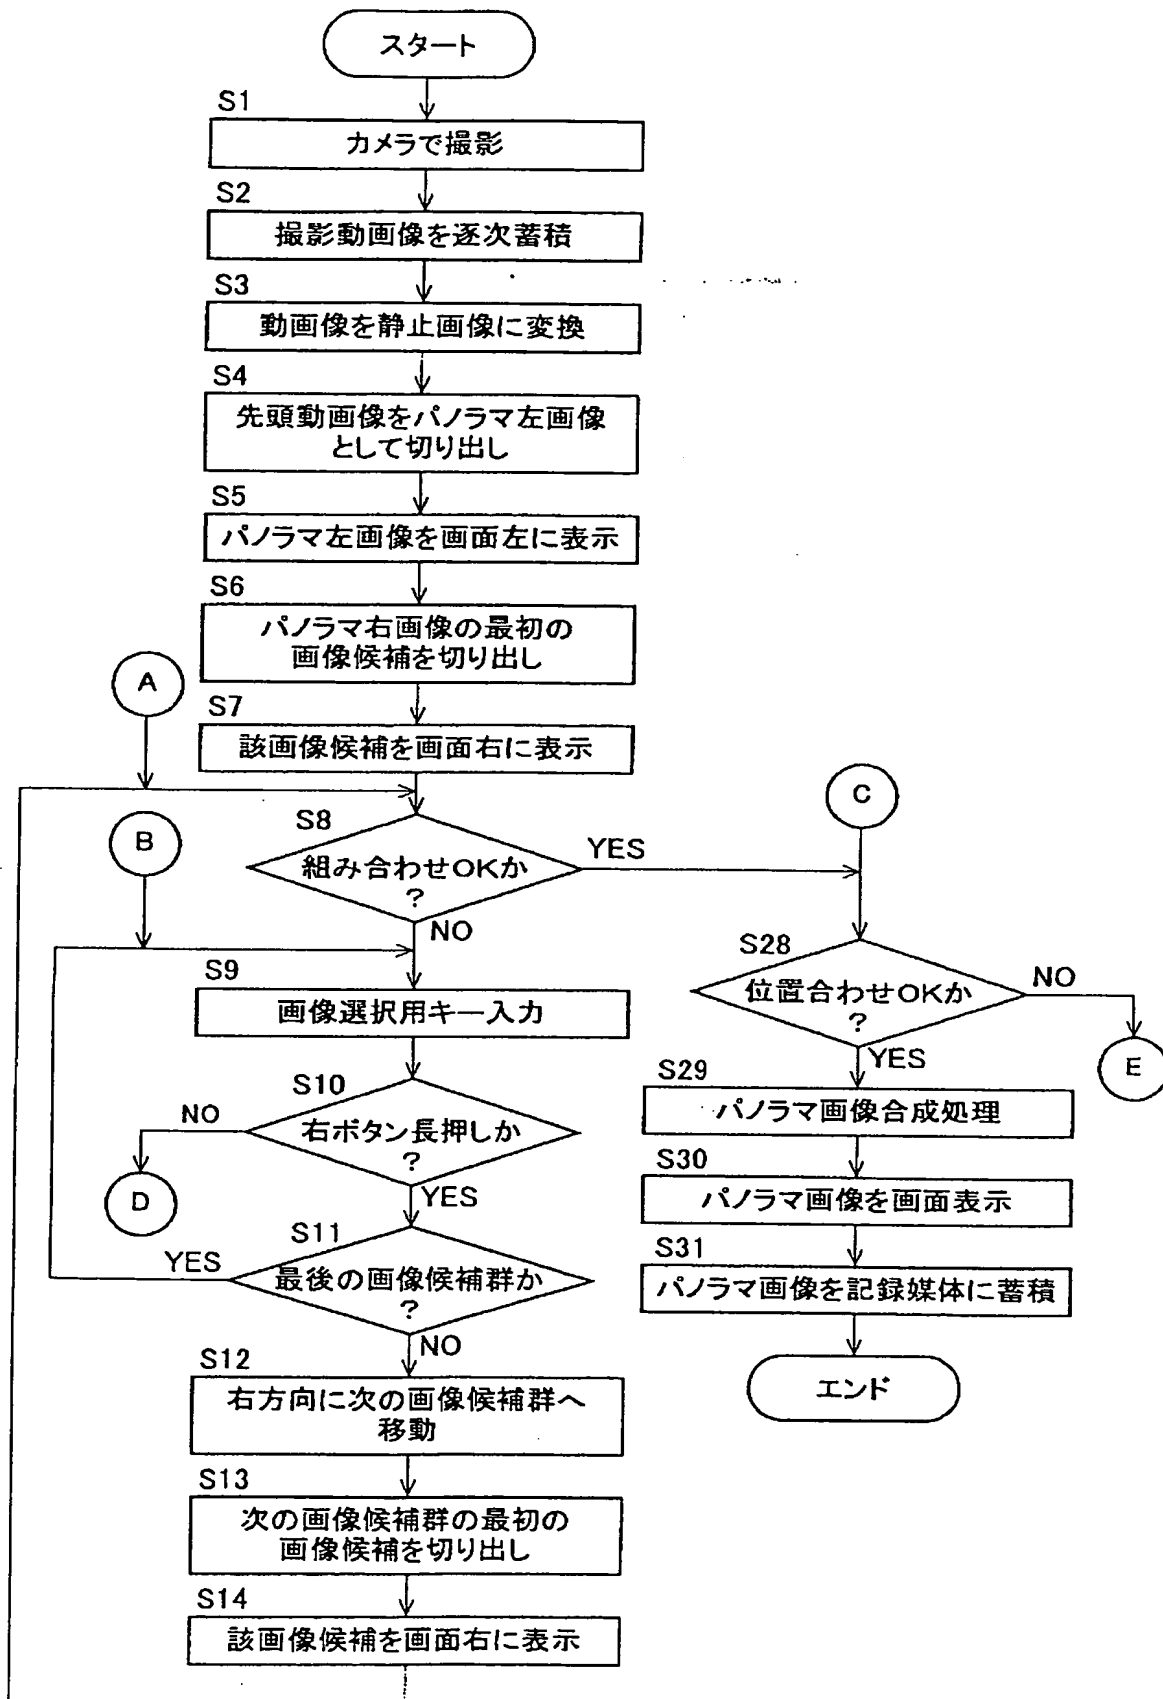 スタート
S1
カメラで撮影
S2
撮影動画像を逐次蓄積
S3
動画像を静止画像に変換
S4
先頭動画像をパノラマ左画像
として切り出し
S5
パノラマ左画像を画面左に表示
S6
パノラマ右画像の最初の
画像候補を切り出し
A
S7
該画像候補を画面右に表示
C
S8
組み合わせOKか
?
YES
NO
B
S9
画像選択用キー入力
S10
右ボタン長押しか
?
NO
D
YES
S11
最後の画像候補群か
?
YES
NO
S12
右方向に次の画像候補群へ
移動
S13
次の画像候補群の最初の
画像候補を切り出し
S14
該画像候補を画面右に表示
S28
位置合わせOKか
?
NO
E
YES
S29
パノラマ画像合成処理
S30
パノラマ画像を画面表示
S31
パノラマ画像を記録媒体に蓄積
エンド